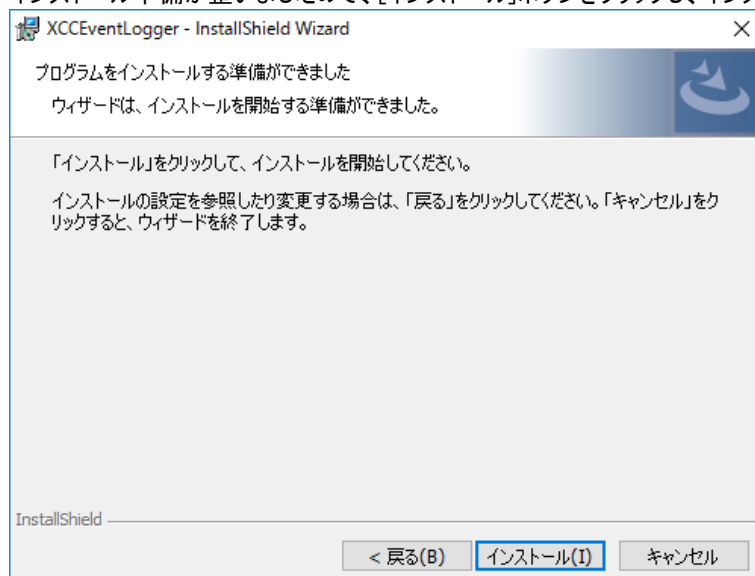 XCCEventLogger - InstallShield Wizard
プログラムをインストールする準備ができました
ウィザードは、インストールを開始する準備ができました。
「インストール」をクリックして、インストールを開始してください。
インストールの設定を参照したり変更する場合は、「戻る」をクリックしてください。「キャンセル」をク
リックすると、ウィザードを終了します。
InstallShield
< 戻る(B)
インストール(I)
キャンセル